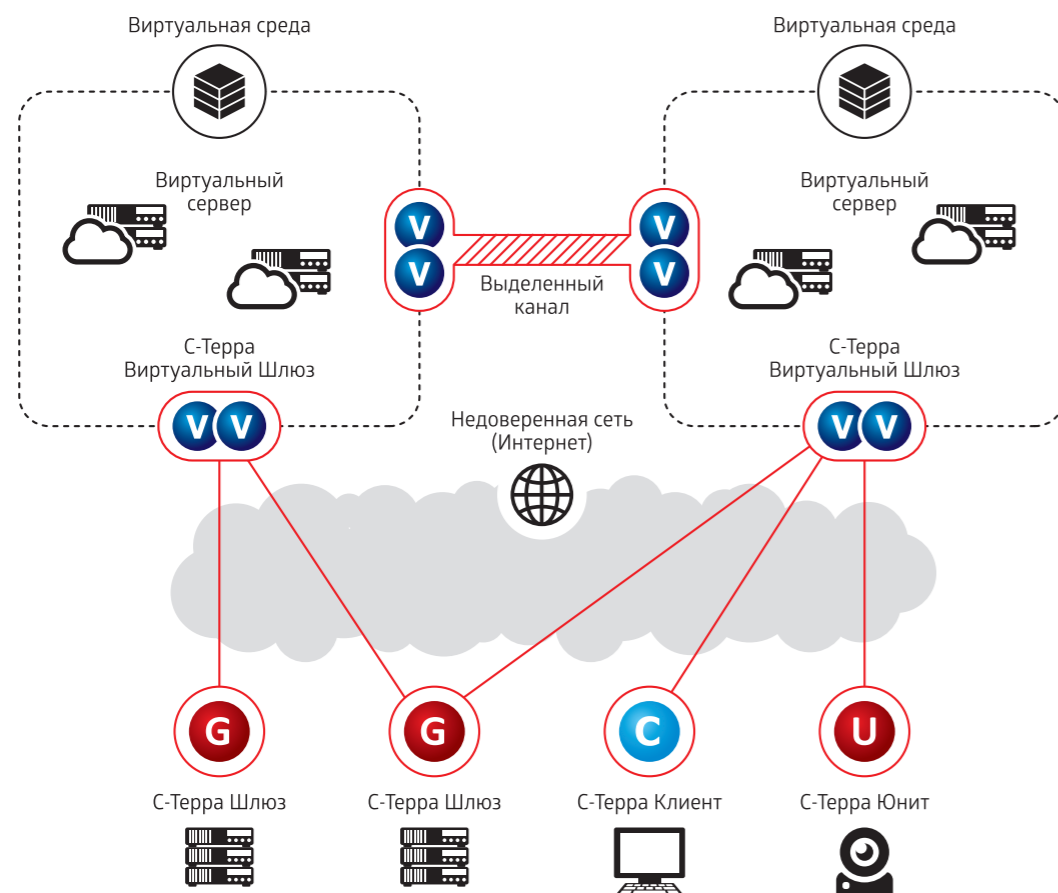 Виртуальная среда
Виртуальная среда
Виртуальный
сервер
Виртуальный
сервер
V
V
V
V
Выделенный
канал
С-Терра
Виртуальный Шлюз
С-Терра
Виртуальный Шлюз
V V
V V
Недоверенная сеть
(Интернет)
G
G
C
U
С-Терра Шлюз
С-Терра Шлюз
С-Терра Клиент
С-Терра Юнит